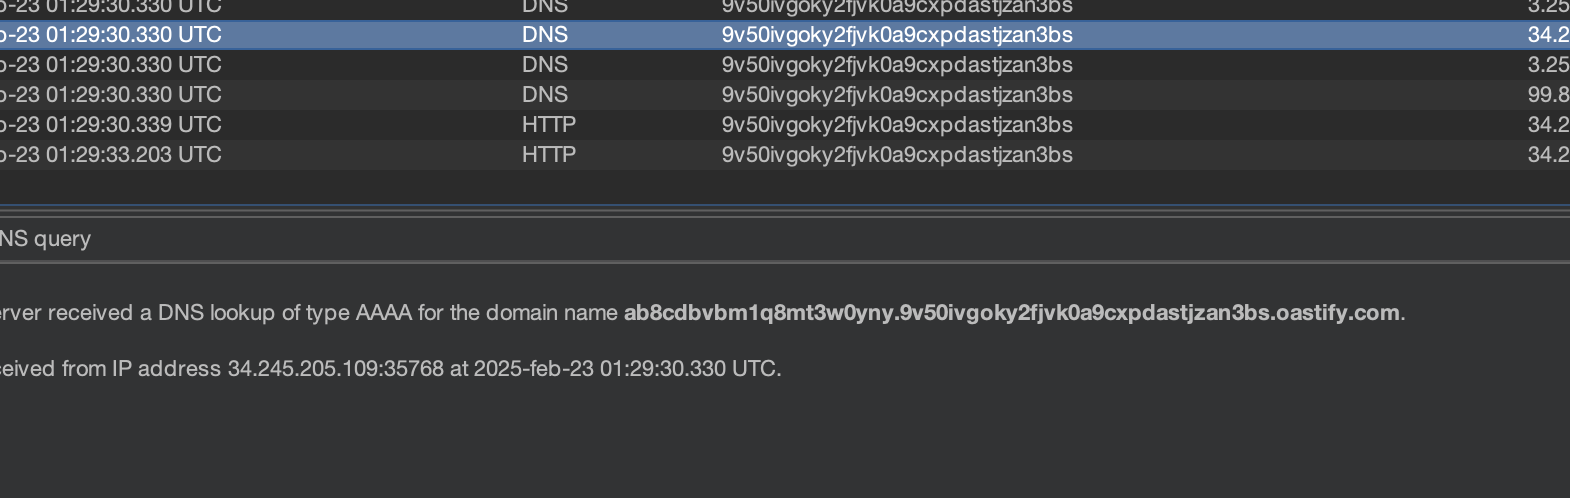 b-23 01:29:30.330 UTC DNS 9v50ivgoky2fjvk0a9cxpdastjzan3bs 3.25
b-23 01:29:30.330 UTC DNS 9v50ivgoky2fjvk0a9cxpdastjzan3bs 34.2
b-23 01:29:30.330 UTC DNS 9v50ivgoky2fjvk0a9cxpdastjzan3bs 3.25
b-23 01:29:30.330 UTC DNS 9v50ivgoky2fjvk0a9cxpdastjzan3bs 99.8
b-23 01:29:30.339 UTC HTTP 9v50ivgoky2fjvk0a9cxpdastjzan3bs 34.2
b-23 01:29:33.203 UTC HTTP 9v50ivgoky2fjvk0a9cxpdastjzan3bs 34.2
NS query
erver received a DNS lookup of type AAAA for the domain name ab8cdbvbm1q8mt3w0yny.9v50ivgoky2fjvk0a9cxpdastjzan3bs.oastify.com.
ceived from IP address 34.245.205.109:35768 at 2025-feb-23 01:29:30.330 UTC.